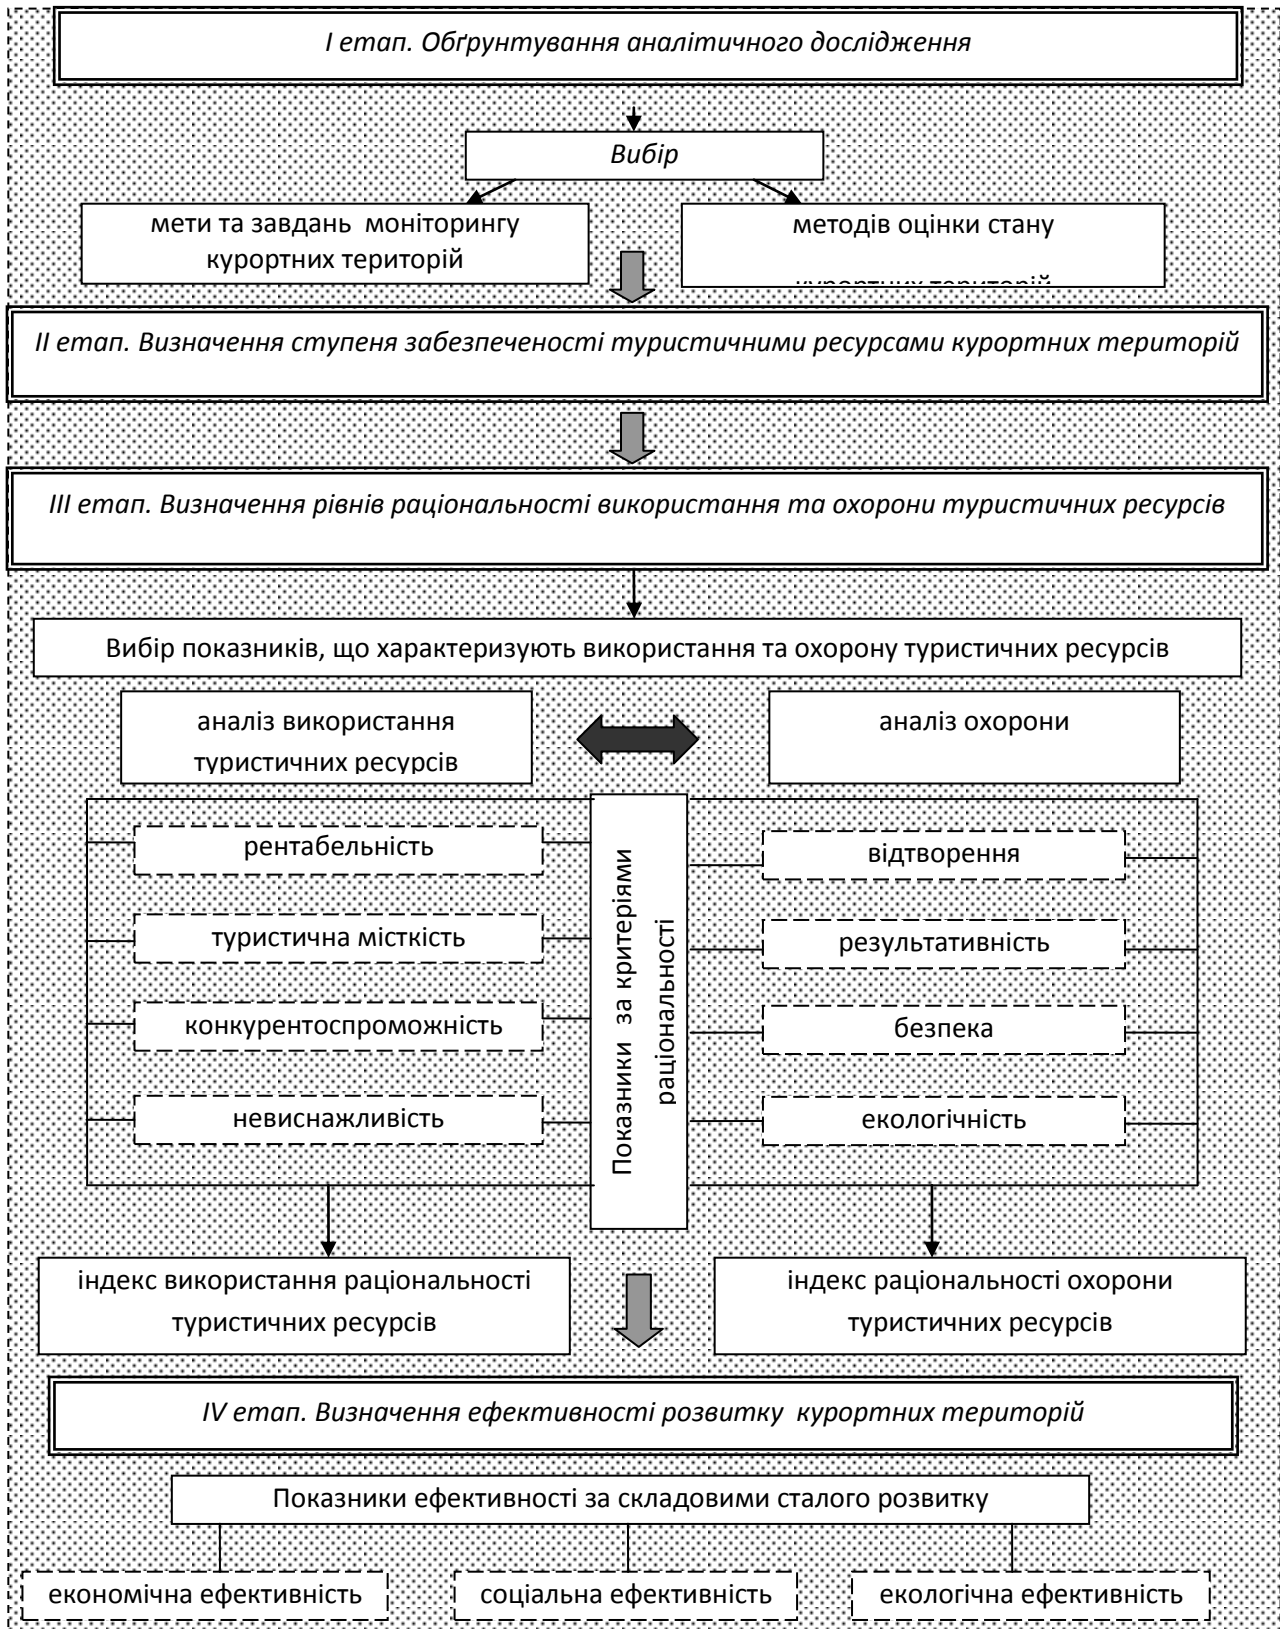 І етап. Обґрунтування аналітичного дослідження
Вибір
мети та завдань моніторингу
курортних територій
методів оцінки стану
курортних територій
ІІ етап. Визначення ступеня забезпеченості туристичними ресурсами курортних територій
ІІІ етап. Визначення рівнів раціональності використання та охорони туристичних ресурсів
Вибір показників, що характеризують використання та охорону туристичних ресурсів
аналіз використання
туристичних ресурсів
аналіз охорони
рентабельність
туристична місткість
конкурентоспроможність
невиснажливість
Показники за критеріями
раціональності
відтворення
результативність
безпека
екологічність
індекс використання раціональності
туристичних ресурсів
індекс раціональності охорони
туристичних ресурсів
IV етап. Визначення ефективності розвитку курортних територій
Показники ефективності за складовими сталого розвитку
економічна ефективність
соціальна ефективність
екологічна ефективність